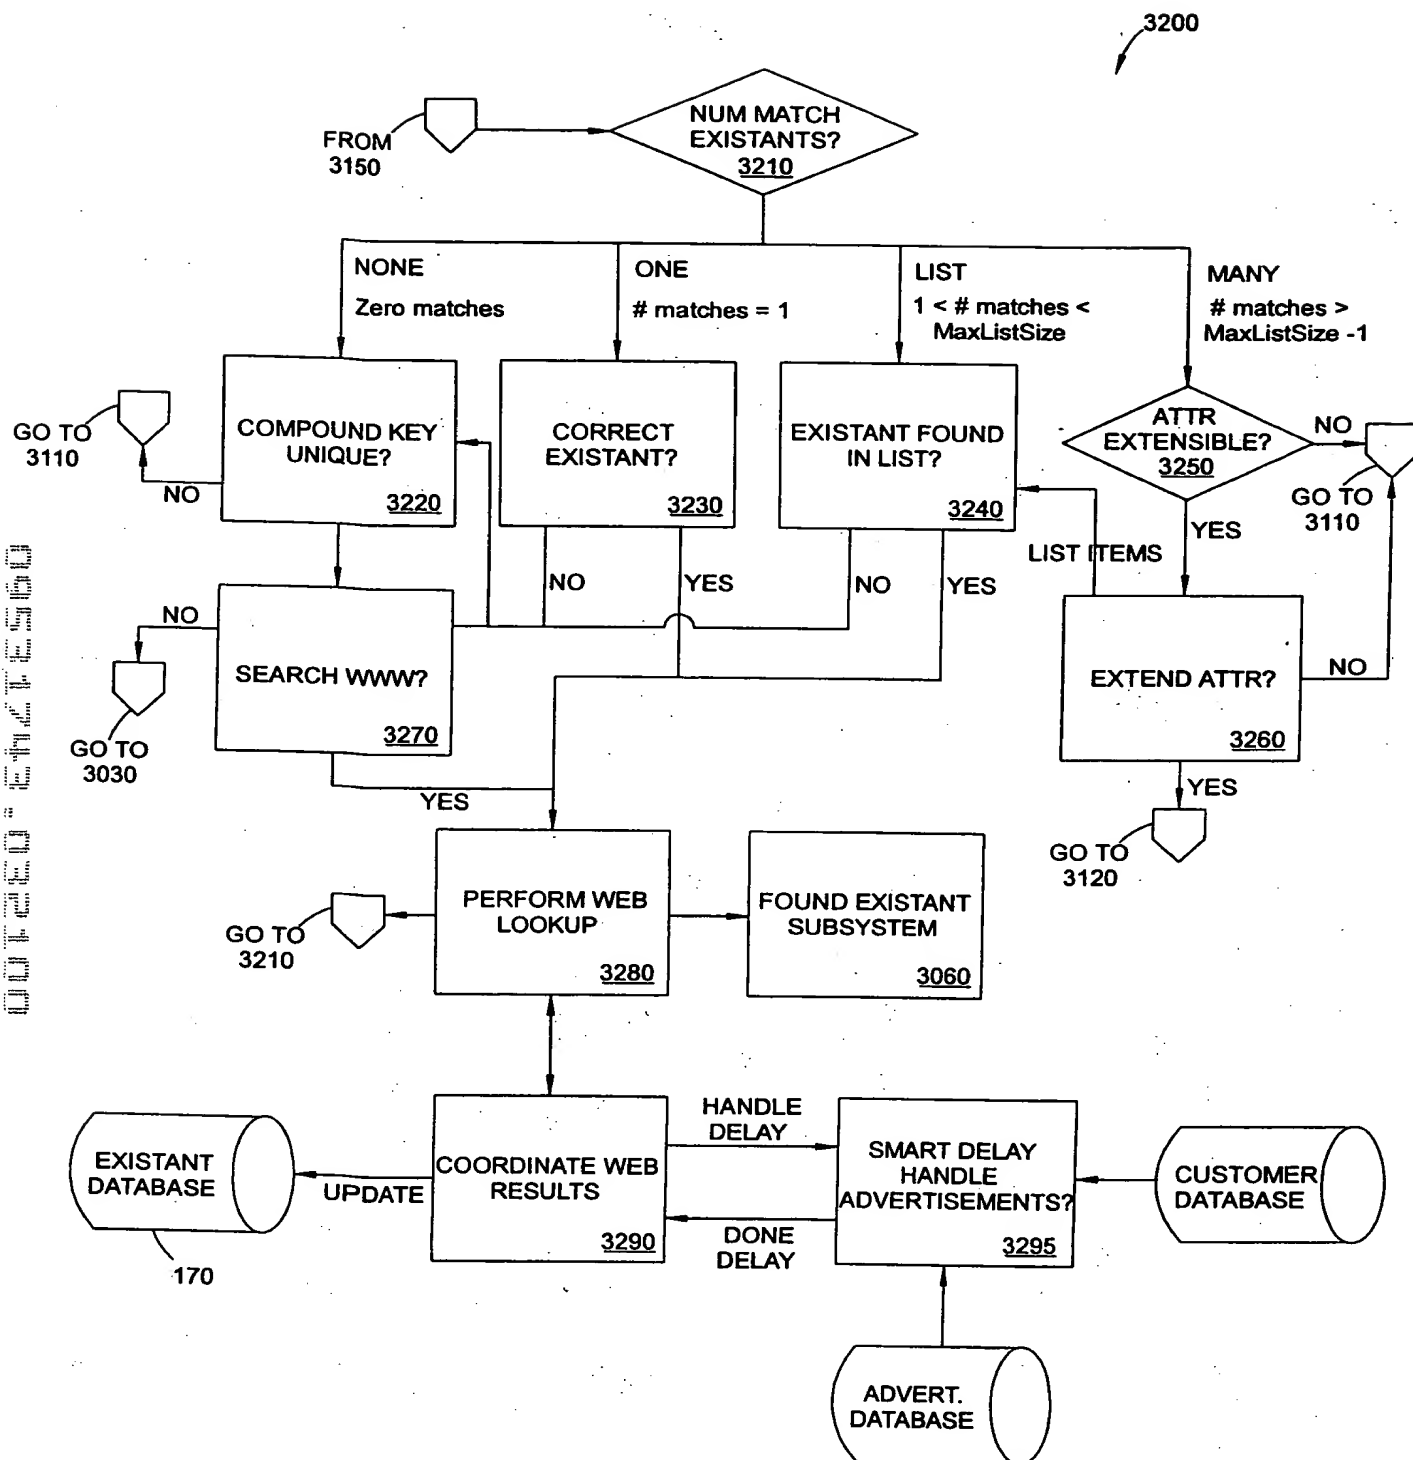 3200
NUM MATCH
EXISTANTS?
3210
FROM
3150
NONE
Zero matches
ONE
# matches = 1
LIST
1 < # matches <
MaxListSize
MANY
# matches >
MaxListSize -1
GO TO
3110
NO
COMPOUND KEY
UNIQUE?
3220
CORRECT
EXISTANT?
3230
EXISTANT FOUND
IN LIST?
3240
ATTR
EXTENSIBLE?
3250
NO
GO TO
3110
YES
LIST ITEMS
NO
YES
NO
YES
NO
GO TO
3030
SEARCH WWW?
3270
YES
EXTEND ATTR?
3260
NO
YES
GO TO
3120
PERFORM WEB
LOOKUP
3280
GO TO
3210
FOUND EXISTANT
SUBSYSTEM
3060
EXISTANT
DATABASE
170
UPDATE
COORDINATE WEB
RESULTS
3290
HANDLE
DELAY
DONE
DELAY
SMART DELAY
HANDLE
ADVERTISEMENTS?
3295
CUSTOMER
DATABASE
ADVERT.
DATABASE
09531743.032100